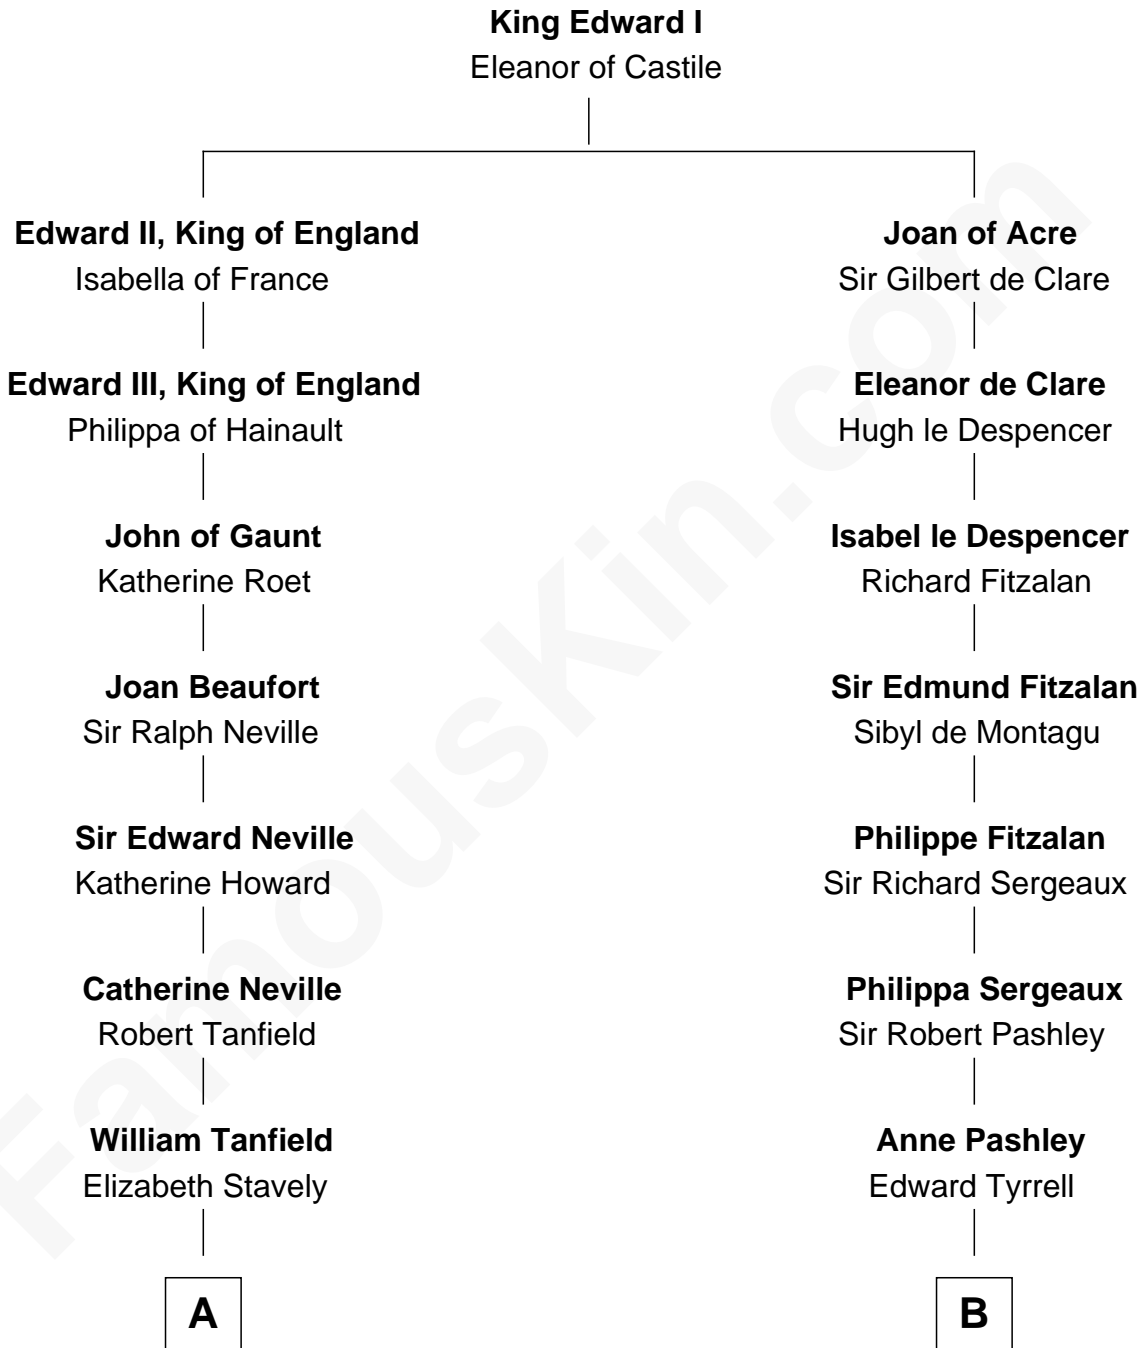 King Edward I
Eleanor of Castile
Edward II, King of England
Isabella of France
Edward III, King of England
Philippa of Hainault
John of Gaunt
Katherine Roet
Joan Beaufort
Sir Ralph Neville
Sir Edward Neville
Katherine Howard
Catherine Neville
Robert Tanfield
William Tanfield
Elizabeth Stavely
A
Joan of Acre
Sir Gilbert de Clare
Eleanor de Clare
Hugh le Despencer
Isabel le Despencer
Richard Fitzalan
Sir Edmund Fitzalan
Sibyl de Montagu
Philippe Fitzalan
Sir Richard Sergeaux
Philippa Sergeaux
Sir Robert Pashley
Anne Pashley
Edward Tyrrell
B
FamousKin.com